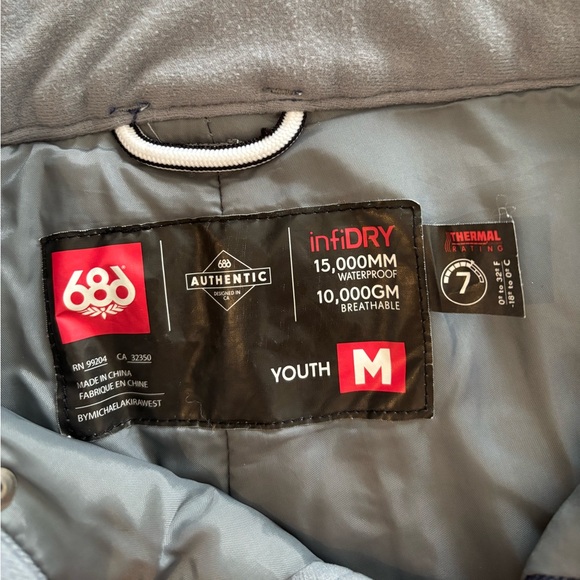 686
686
AUTHENTIC
DESIGNED IN
CA
infiDRY
15,000MM
WATERPROOF
10,000GM
BREATHABLE
RN 99204 CA 32350
MADE IN CHINA
FABRIQUE EN CHINE
BYMICHAELAKIRAWEST
YOUTH M
THERMAL
RATING
7
0° to 32° F
-18° to 0° C